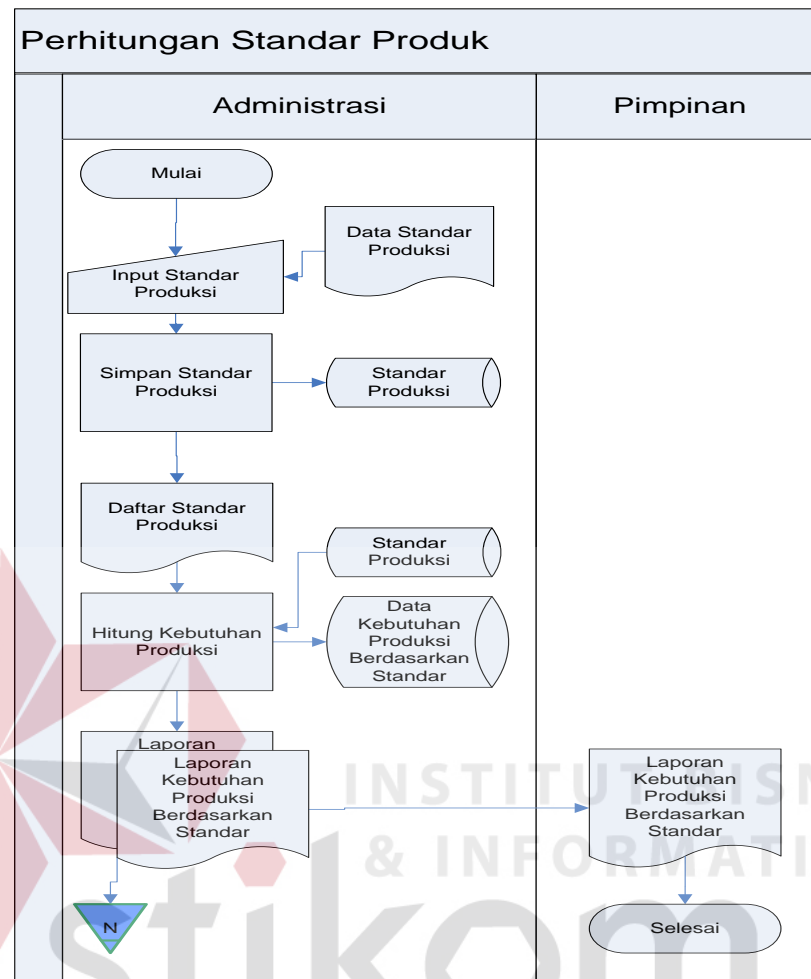 Perhitungan Standar Produk
Administrasi
Pimpinan
Mulai
Data Standar
Produksi
Input Standar
Produksi
Simpan Standar
Produksi
Standar
Produksi
Daftar Standar
Produksi
Standar
Produksi
Hitung Kebutuhan
Produksi
Data
Kebutuhan
Produksi
Berdasarkan
Standar
Laporan
Laporan
Kebutuhan
Produksi
Berdasarkan
Standar
Laporan
Kebutuhan
Produksi
Berdasarkan
Standar
N
Selesai
INSTITUT BISN
& INFORMATI
stikom